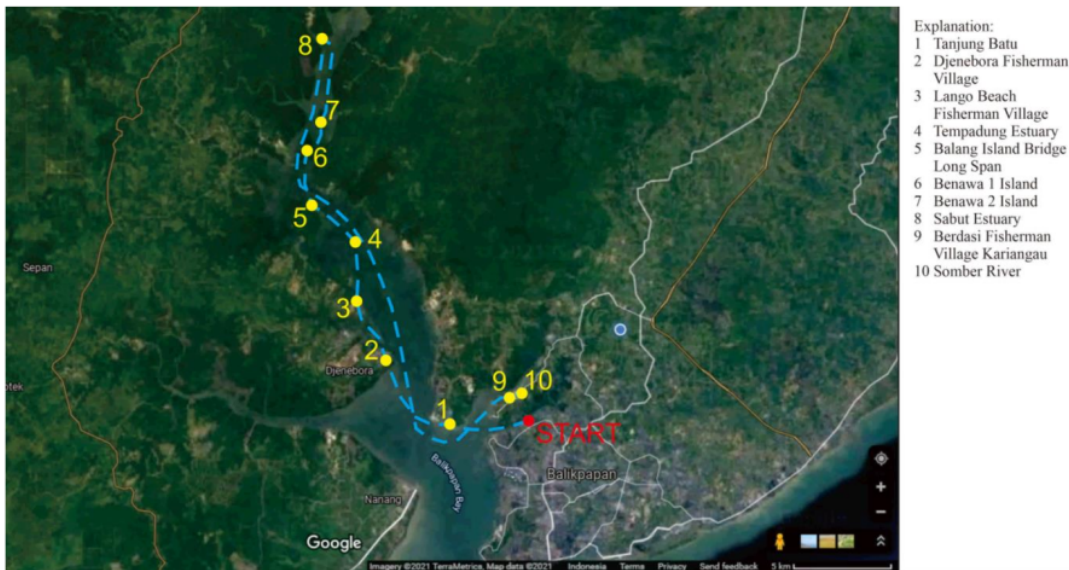 Explanation:
1 Tanjung Batu
2 Djenebora Fisherman
Village
3 Lango Beach
Fisherman Village
4 Tempadung Estuary
5 Balang Island Bridge
Long Span
6 Benawa 1 Island
7 Benawa 2 Island
8 Sabut Estuary
9 Berdasi Fisherman
Village Kariangau
10 Somber River
8
7
6
5
4
Sepan
3
2
Djenebora
otek
9
10
1
START
Balikpapan
Balikpapan Bay
Nanang
Google
Imagery ©2021 TerraMetrics, Map data ©2021 Indonesia Terms Privacy Send feedback 5 km